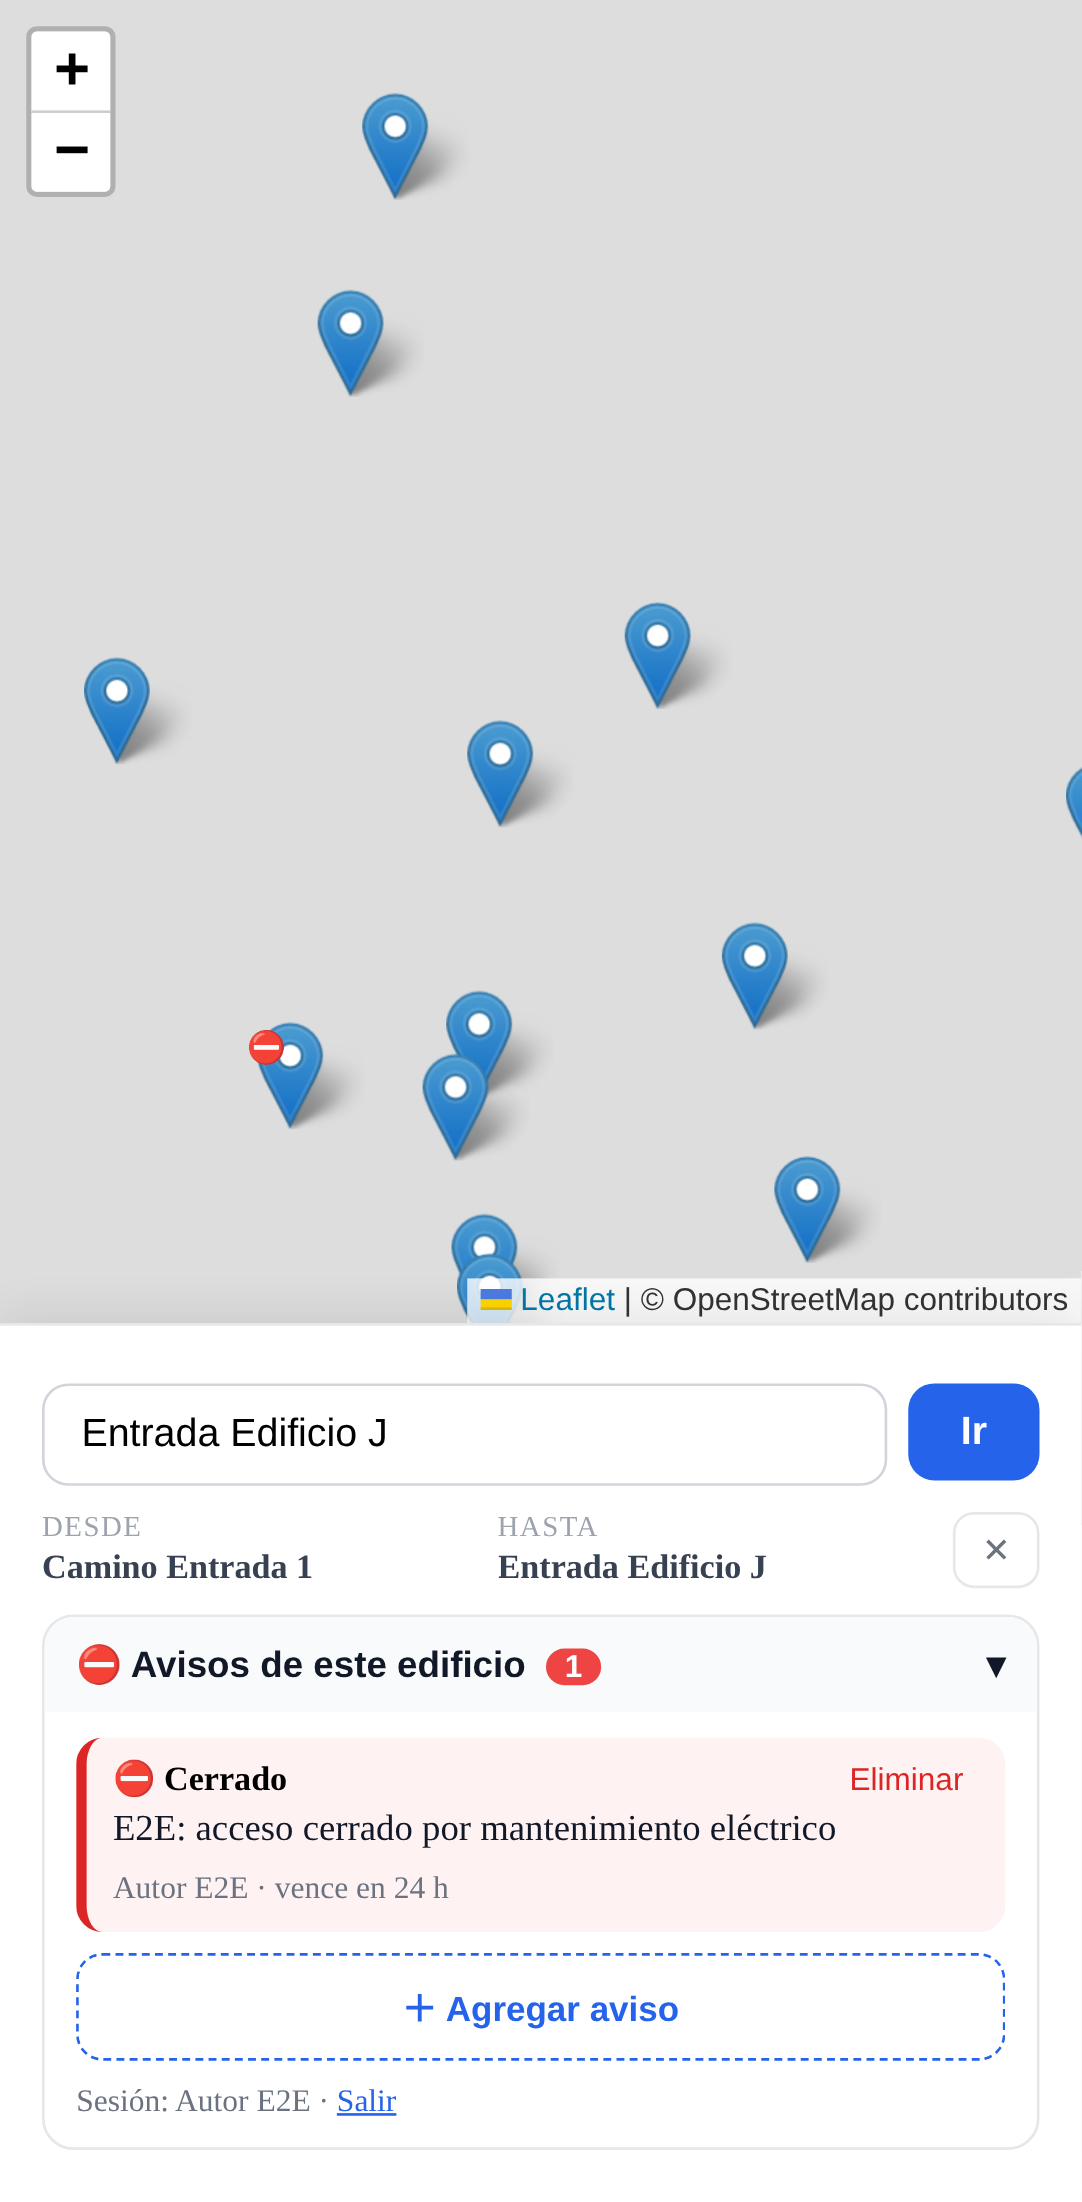 +
−
Leaflet | © OpenStreetMap contributors
Entrada Edificio J
Ir
DESDE
Camino Entrada 1
HASTA
Entrada Edificio J
×
⛔ Avisos de este edificio 1 ▼
⛔ Cerrado
Eliminar
E2E: acceso cerrado por mantenimiento eléctrico
Autor E2E · vence en 24 h
+ Agregar aviso
Sesión: Autor E2E · Salir